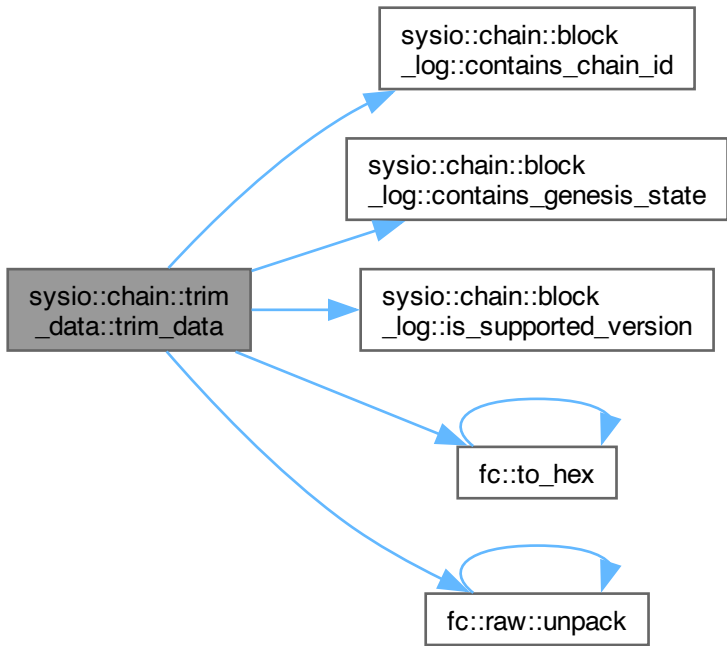 sysio::chain::block
_log::contains_chain_id
sysio::chain::block
_log::contains_genesis_state
sysio::chain::trim
_data::trim_data
sysio::chain::block
_log::is_supported_version
fc::to_hex
fc::raw::unpack